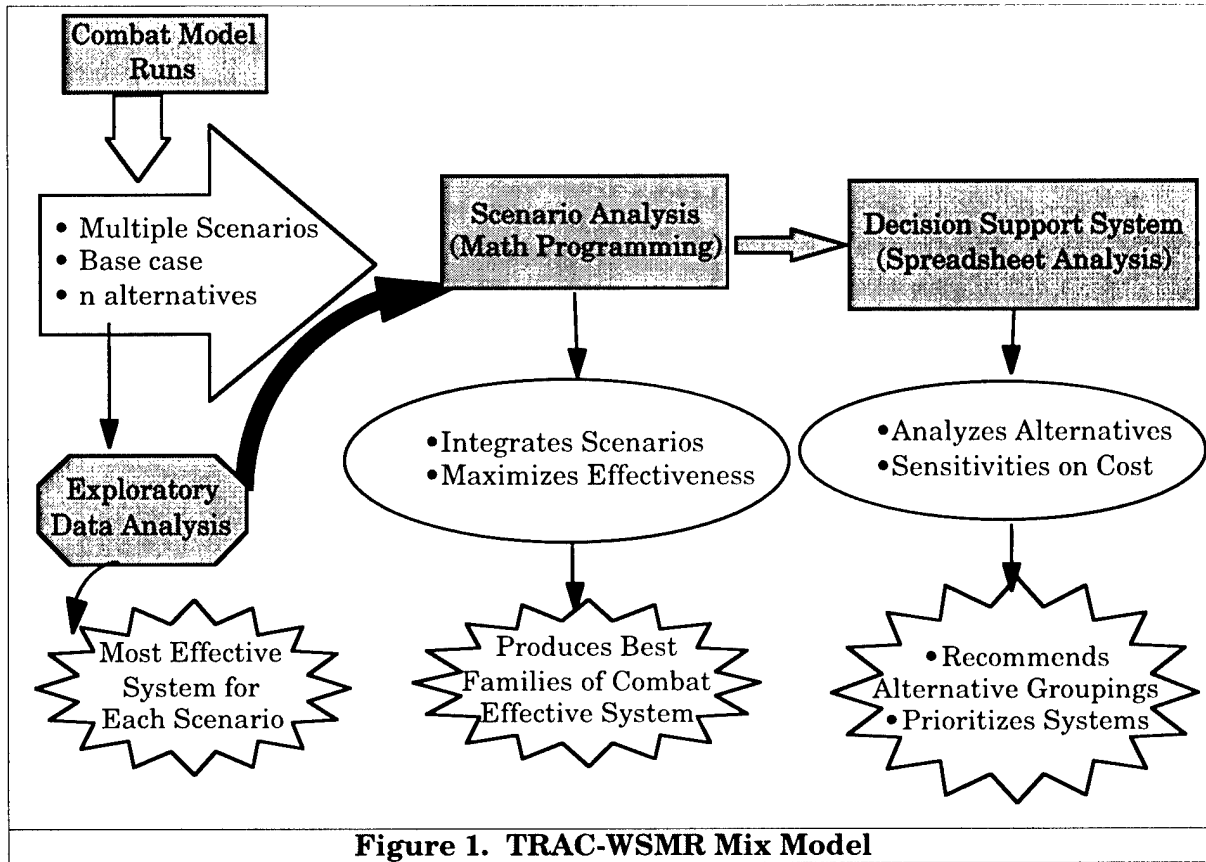 Combat Model
Runs
• Multiple Scenarios
• Base case
• n alternatives
Exploratory
Data Analysis
Most Effective
System for
Each Scenario
Scenario Analysis
(Math Programming)
•Integrates Scenarios
•Maximizes Effectiveness
Produces Best
Families of Combat
Effective System
Decision Support System
(Spreadsheet Analysis)
•Analyzes Alternatives
•Sensitivities on Cost
•Recommends
Alternative Groupings
•Prioritizes Systems
Figure 1. TRAC-WSMR Mix Model